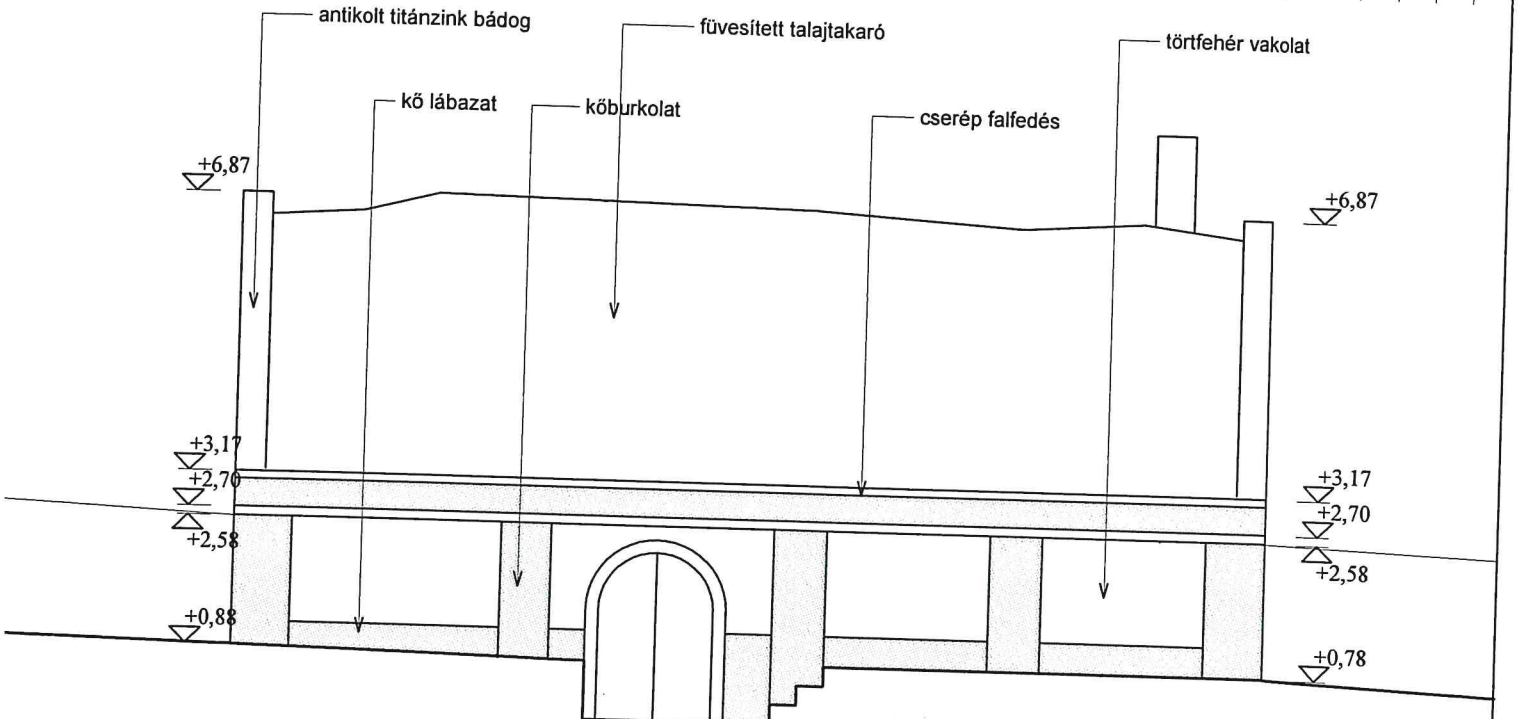 antikolt titánzink bádog
füvesített talajtakaró
törtfehér vakolat
kő lábazat
kőburkolat
cserép falfedés
+6,87
+6,87
+3,17
+2,70
+2,58
+0,88
+3,17
+2,70
+2,58
+0,78